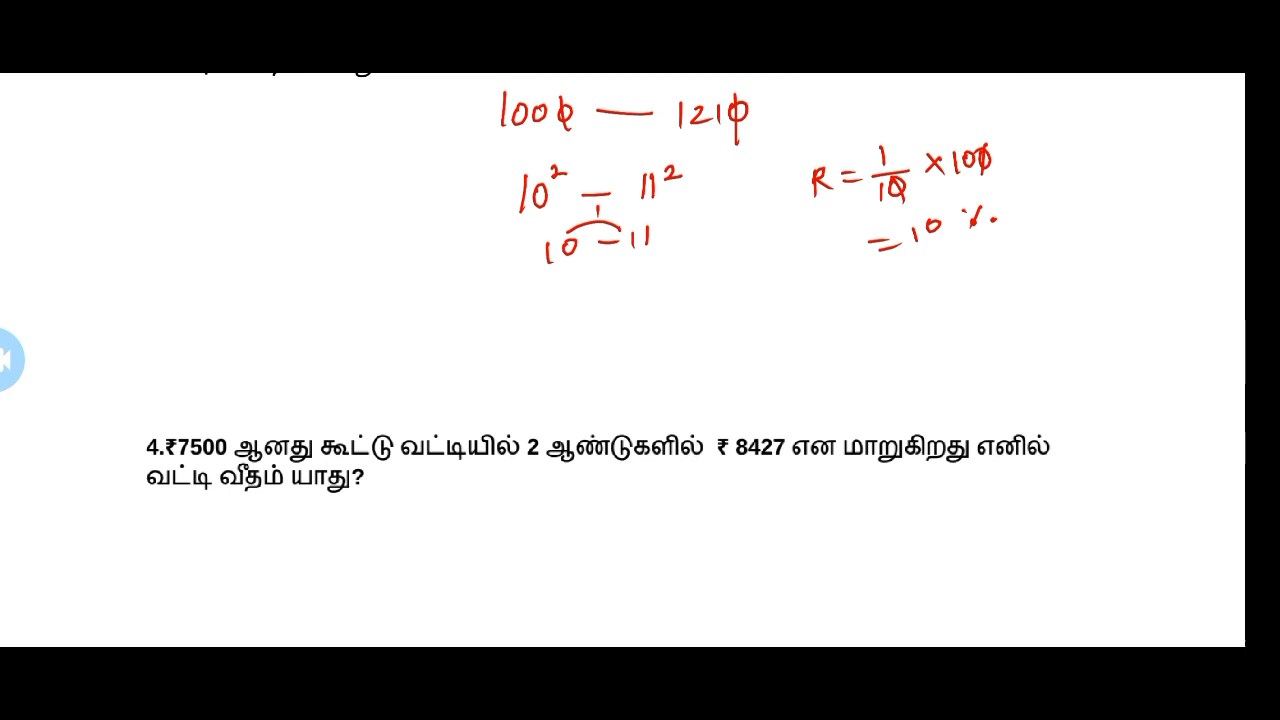 1000 — 1210
10² — 11²
1
10 – 11
R = 1/10 × 100
= 10 %.
4.₹7500 ஆனது கூட்டு வட்டியில் 2 ஆண்டுகளில் ₹ 8427 என மாறுகிறது எனில்
வட்டி வீதம் யாது?